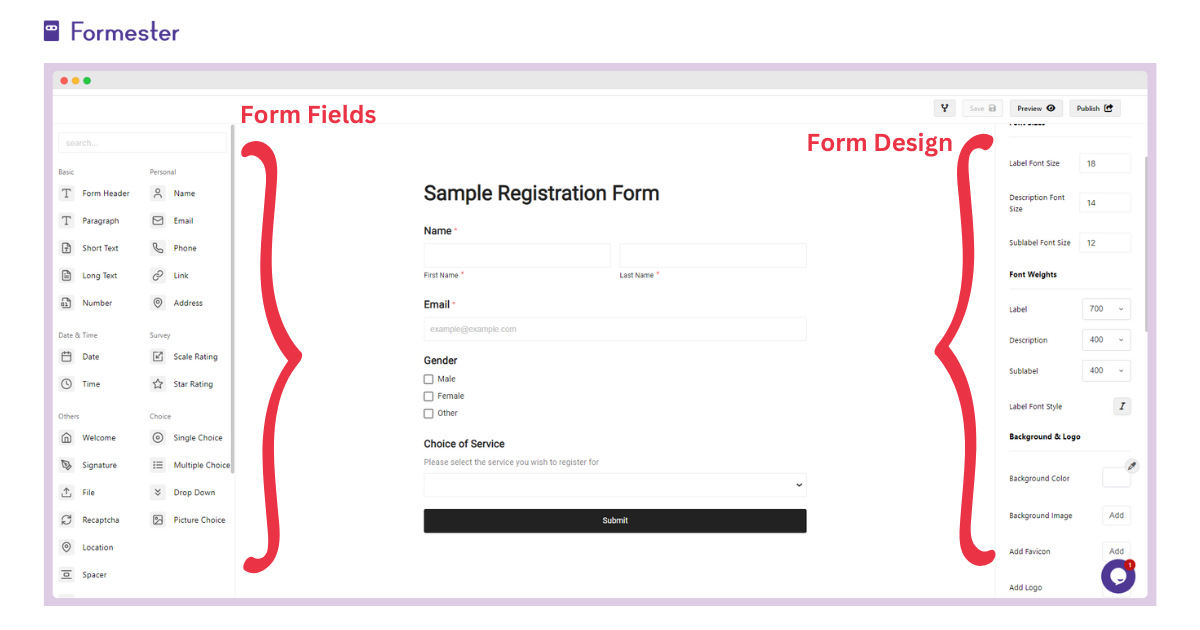 Formester
Form Fields
Save
Preview
Publish
Form Design
search...
Basic
Personal
Form Header
Name
Paragraph
Email
Short Text
Phone
Long Text
Link
Number
Address
Date & Time
Survey
Date
Scale Rating
Time
Star Rating
Others
Choice
Welcome
Single Choice
Signature
Multiple Choice
File
Drop Down
Recaptcha
Picture Choice
Location
Spacer
Sample Registration Form
Name *
First Name *
Last Name *
Email *
example@example.com
Gender
Male
Female
Other
Choice of Service
Please select the service you wish to register for
Submit
Font Sizes
Label Font Size
18
Description Font
Size
14
Sublabel Font Size
12
Font Weights
Label
700
Description
400
Sublabel
400
Label Font Style
I
Background & Logo
Background Color
Background Image
Add
Add Favicon
Add
1
Add Logo